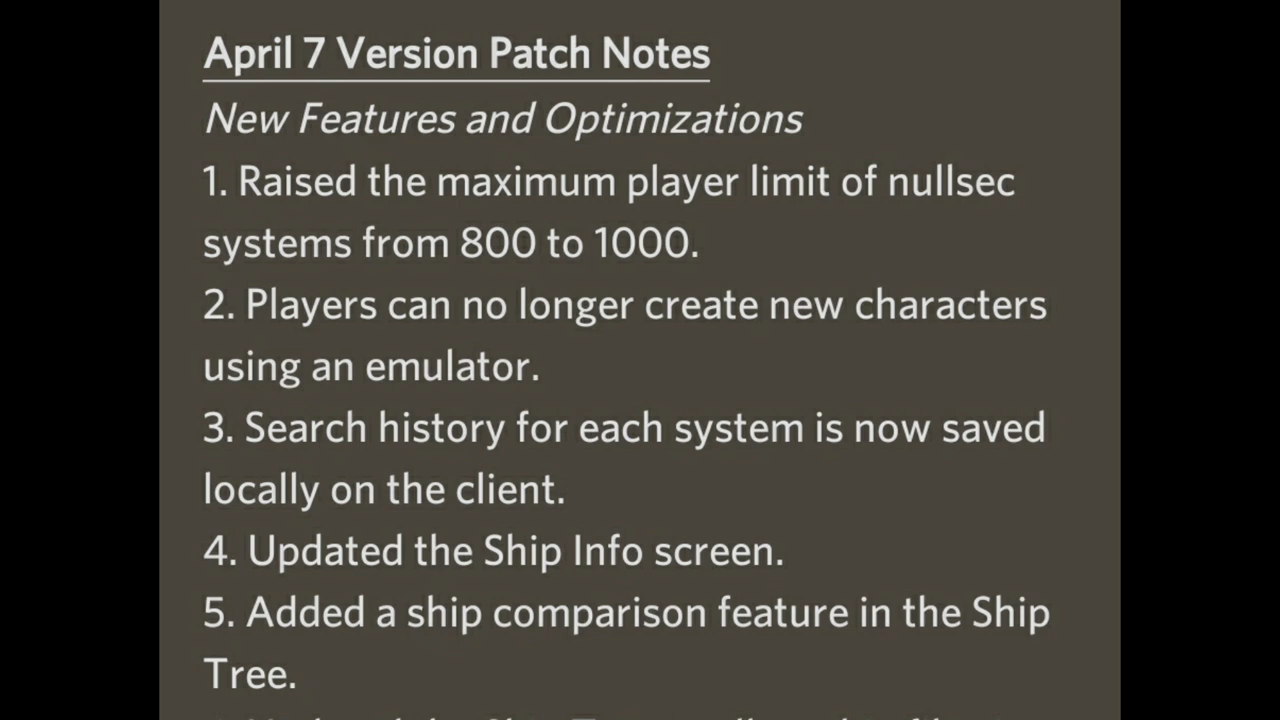 April 7 Version Patch Notes
New Features and Optimizations
1. Raised the maximum player limit of nullsec
systems from 800 to 1000.
2. Players can no longer create new characters
using an emulator.
3. Search history for each system is now saved
locally on the client.
4. Updated the Ship Info screen.
5. Added a ship comparison feature in the Ship
Tree.